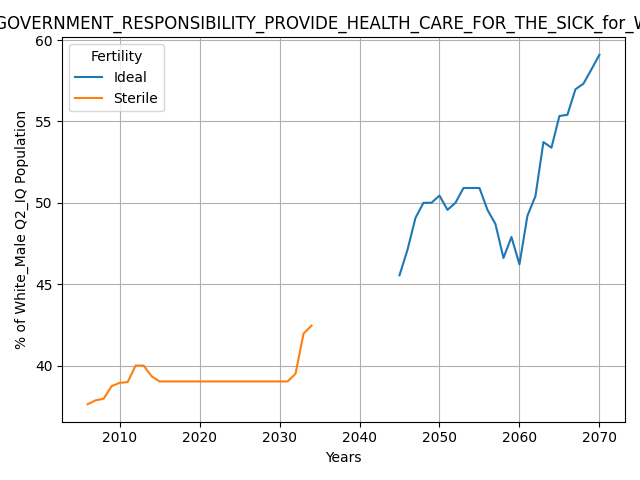 GOVERNMENT_RESPONSIBILITY_PROVIDE_HEALTH_CARE_FOR_THE_SICK_for_
60
55
50
45
40
% of White_Male Q2_IQ Population
Fertility
Ideal
Sterile
2010 2020 2030 2040 2050 2060 2070
Years